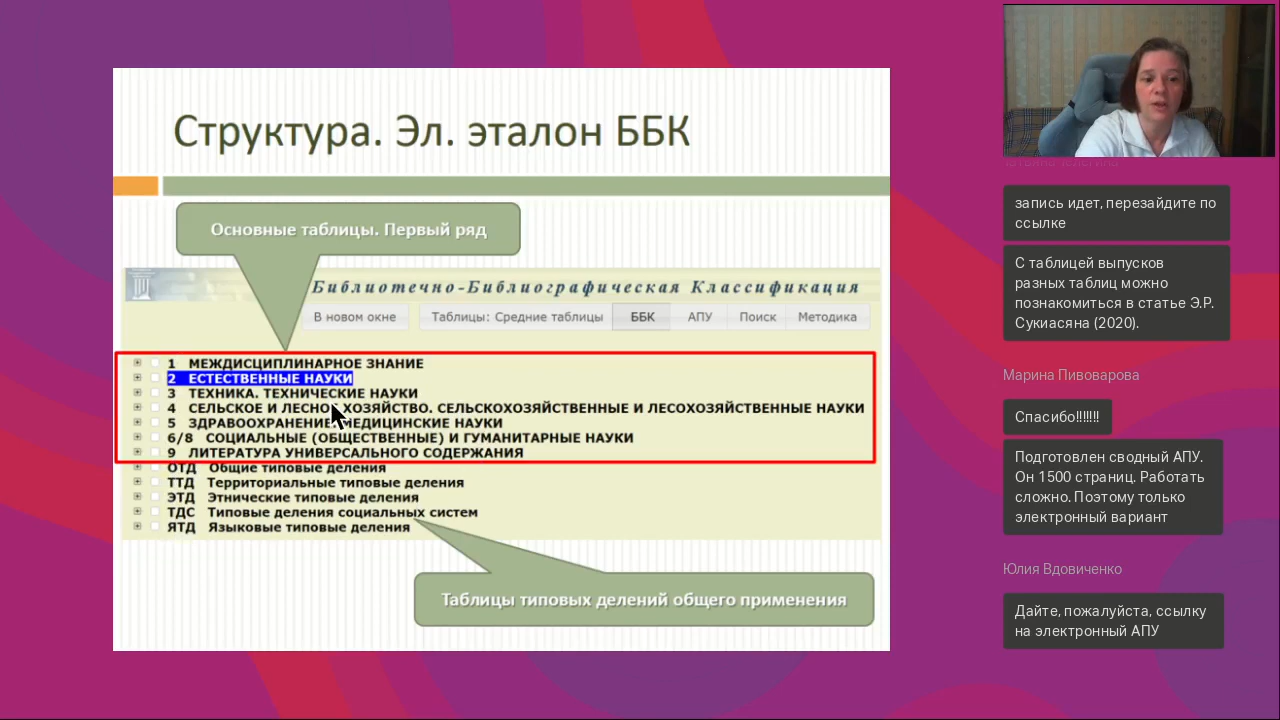 Структура. Эл. эталон ББК
Основные таблицы. Первый ряд
Библиотечно-Библиографическая Классификация
В новом окне
Таблицы: Средние таблицы
ББК
АПУ
Поиск
Методика
1 МЕЖДИСЦИПЛИНАРНОЕ ЗНАНИЕ
2 ЕСТЕСТВЕННЫЕ НАУКИ
3 ТЕХНИКА. ТЕХНИЧЕСКИЕ НАУКИ
4 СЕЛЬСКОЕ И ЛЕСНОЕ ХОЗЯЙСТВО. СЕЛЬСКОХОЗЯЙСТВЕННЫЕ И ЛЕСОХОЗЯЙСТВЕННЫЕ НАУКИ
5 ЗДРАВООХРАНЕНИЕ. МЕДИЦИНСКИЕ НАУКИ
6/8 СОЦИАЛЬНЫЕ (ОБЩЕСТВЕННЫЕ) И ГУМАНИТАРНЫЕ НАУКИ
9 ЛИТЕРАТУРА УНИВЕРСАЛЬНОГО СОДЕРЖАНИЯ
ОТД Общие типовые деления
ТТД Территориальные типовые деления
ЭТД Этнические типовые деления
ТДС Типовые деления социальных систем
ЯТД Языковые типовые деления
Таблицы типовых делений общего применения
запись идет, перезайдите по
ссылке
С таблицей выпусков
разных таблиц можно
познакомиться в статье Э.Р.
Сукиасяна (2020).
Марина Пивоварова
Спасибо!!!!!!!
Подготовлен сводный АПУ.
Он 1500 страниц. Работать
сложно. Поэтому только
электронный вариант
Юлия Вдовиченко
Дайте, пожалуйста, ссылку
на электронный АПУ